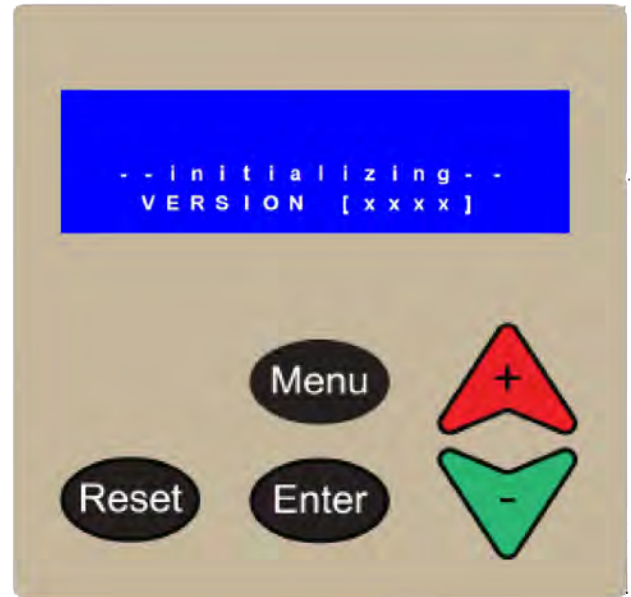 --initializing--
VERSION [xxxx]
Menu
+
Reset
Enter
-